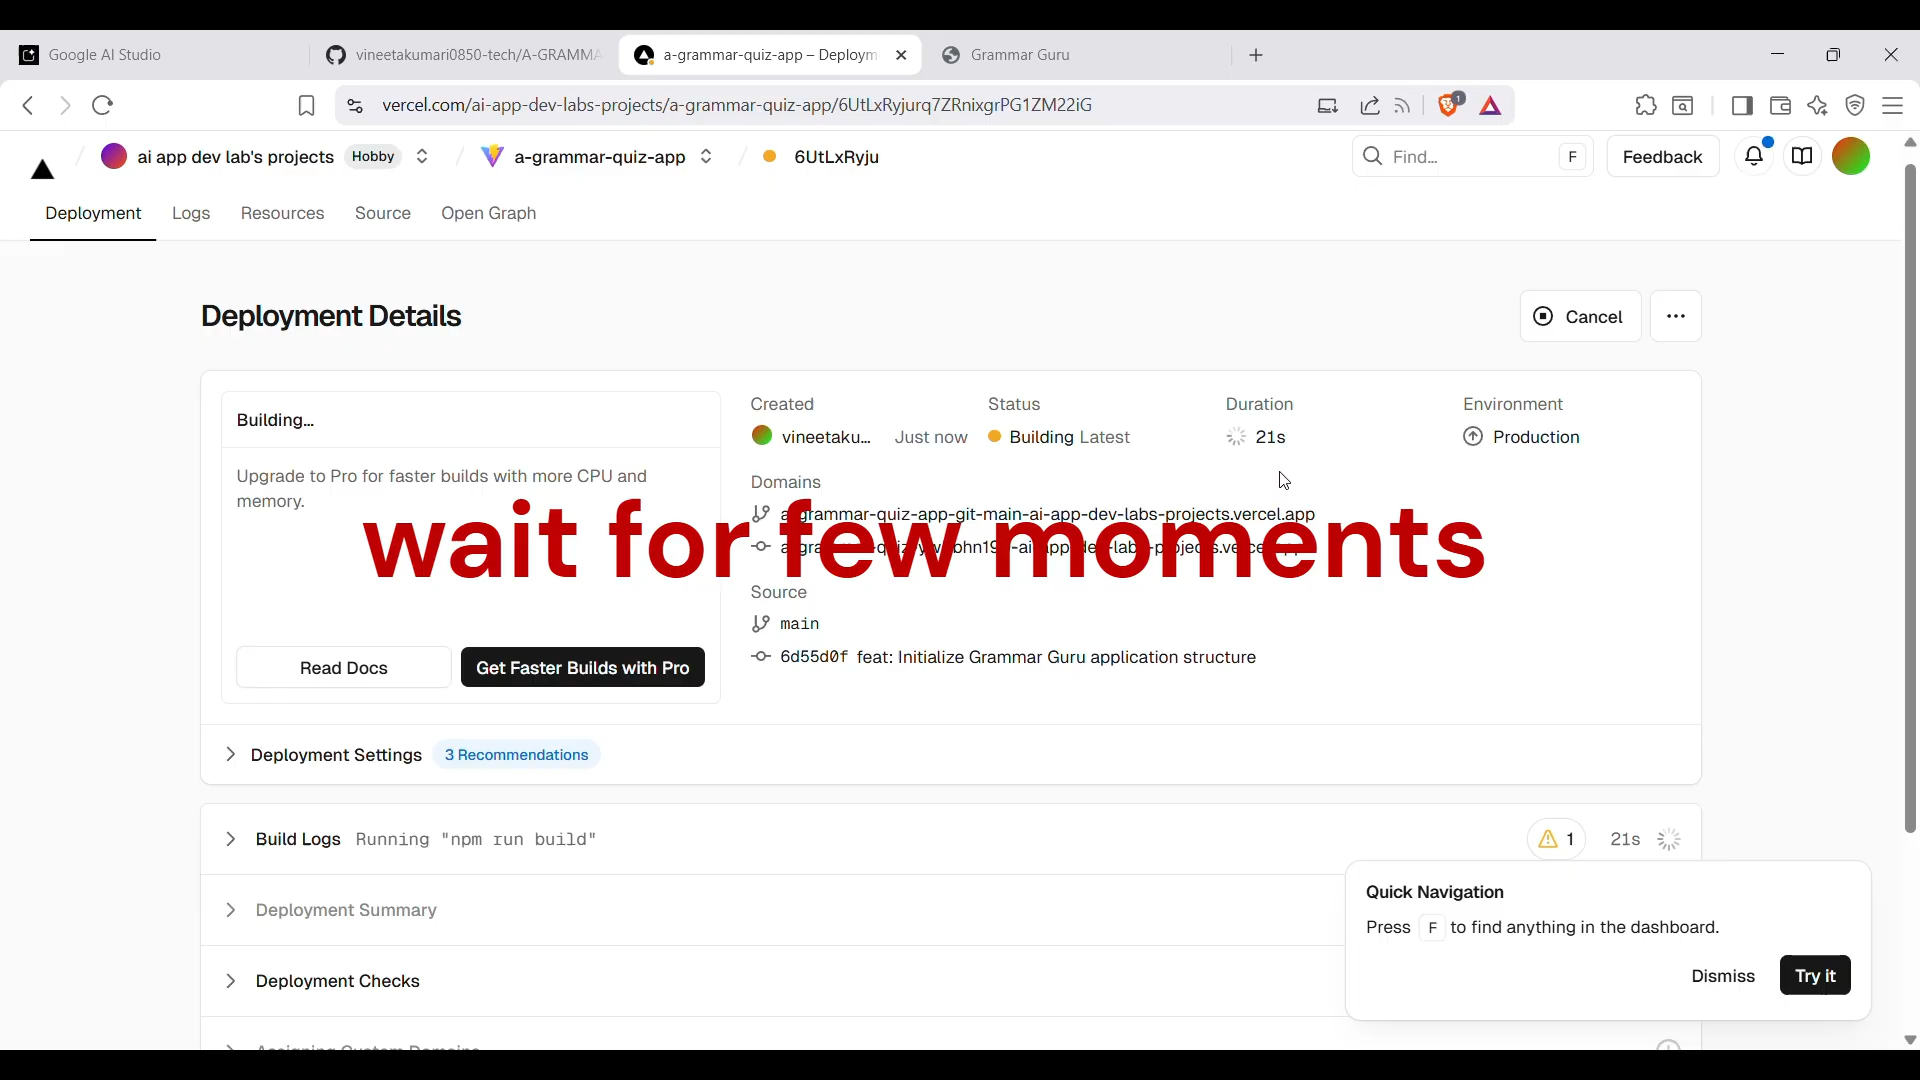 Google AI Studio
vineetakumari0850-tech/A-GRAMMA
a-grammar-quiz-app – Deploym
Grammar Guru
vercel.com/ai-app-dev-labs-projects/a-grammar-quiz-app/6UtLxRyjurq7ZRnixgrPG1ZM22iG
1
ai app dev lab's projects
Hobby
a-grammar-quiz-app
6UtLxRyju
Find...
F
Feedback
Deployment
Logs
Resources
Source
Open Graph
Deployment Details
Cancel
Building...
Upgrade to Pro for faster builds with more CPU and
memory.
Read Docs
Get Faster Builds with Pro
Created
vineetaku...
Just now
Status
Building Latest
Duration
21s
Environment
Production
Domains
a-grammar-quiz-app-git-main-ai-app-dev-labs-projects.vercel.app
wait for few moments
Source
main
6d55d0f feat: Initialize Grammar Guru application structure
Deployment Settings
3 Recommendations
Build Logs
Running "npm run build"
1
21s
Deployment Summary
Deployment Checks
Assigning Custom Domains
Quick Navigation
Press F to find anything in the dashboard.
Dismiss
Try it